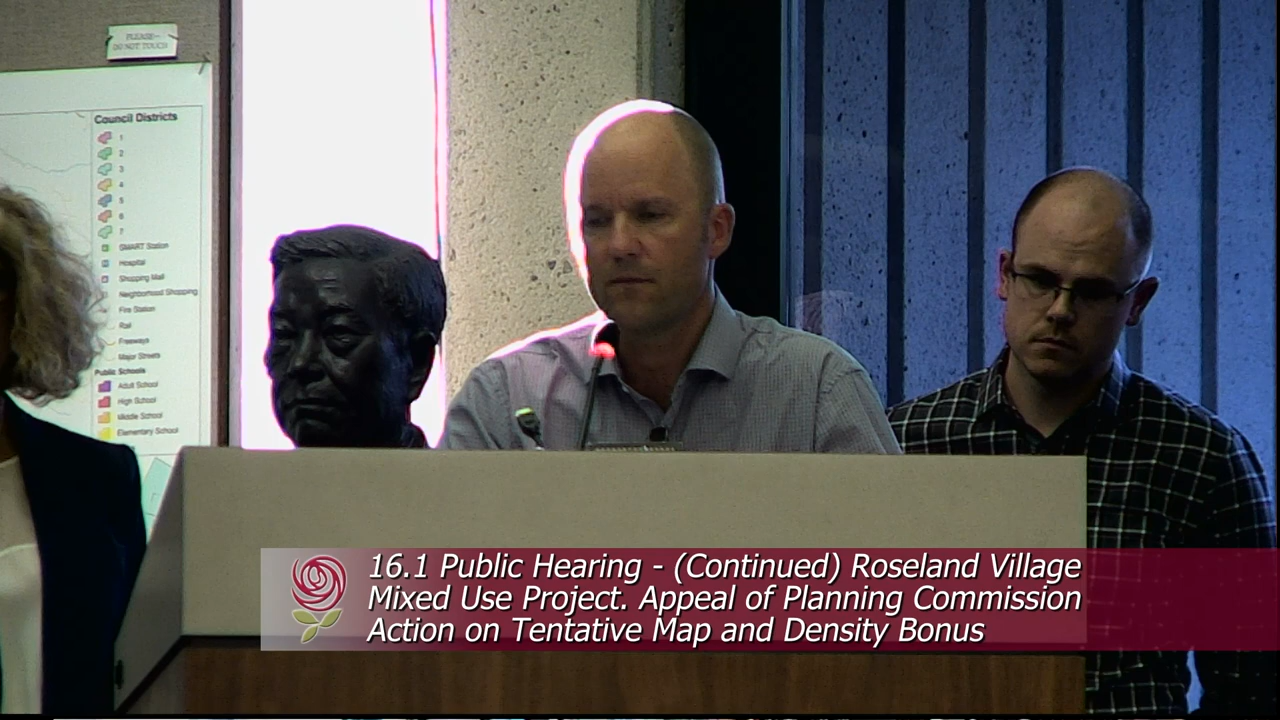 PLEASE—
DO NOT TOUCH
Council Districts
1
2
3
4
5
6
7
SMART Station
Hospital
Shopping Mall
Neighborhood Shopping
Fire Station
Rail
Freeways
Major Streets
Public Schools
Adult School
High School
Middle School
Elementary School
16.1 Public Hearing - (Continued) Roseland Village
Mixed Use Project. Appeal of Planning Commission
Action on Tentative Map and Density Bonus